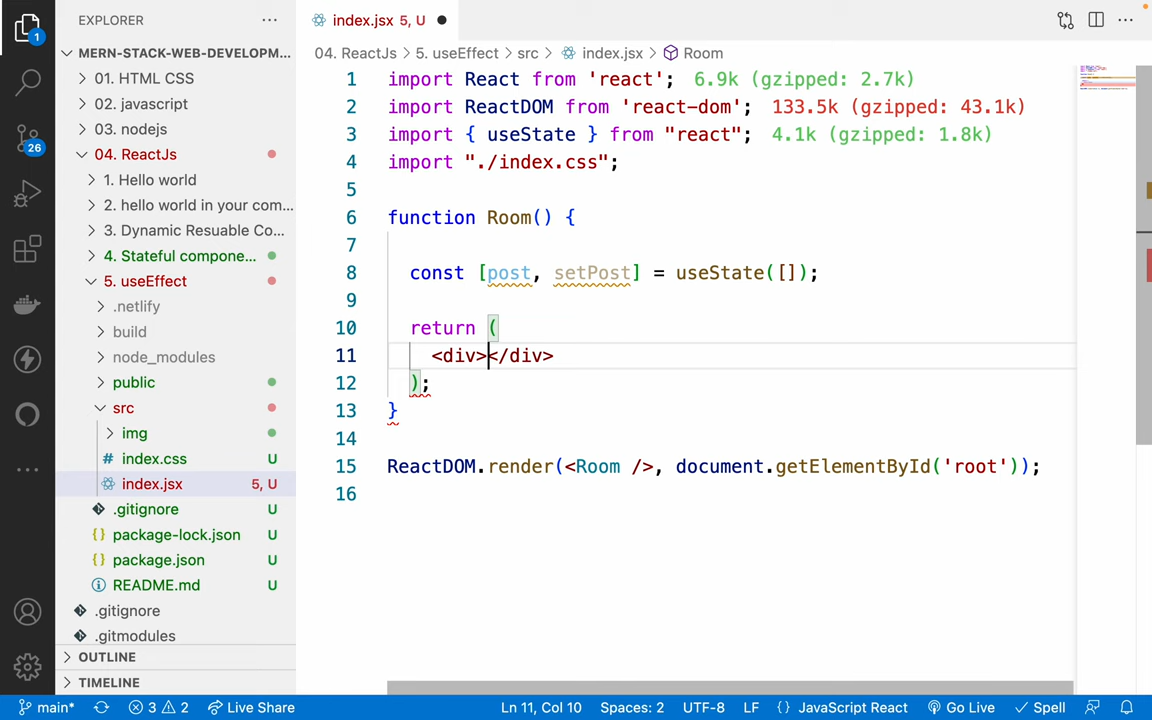 EXPLORER
MERN-STACK-WEB-DEVELOPM...
01. HTML CSS
02. javascript
03. nodejs
04. ReactJs
1. Hello world
2. hello world in your com...
3. Dynamic Resuable Co...
4. Stateful compone...
5. useEffect
.netlify
build
node_modules
public
src
img
# index.css U
index.jsx 5, U
.gitignore U
{} package-lock.json U
{} package.json U
README.md U
.gitignore
.gitmodules
OUTLINE
TIMELINE
1
26
index.jsx 5, U
04. ReactJs > 5. useEffect > src > index.jsx > Room
1 import React from 'react'; 6.9k (gzipped: 2.7k)
2 import ReactDOM from 'react-dom'; 133.5k (gzipped: 43.1k)
3 import { useState } from "react"; 4.1k (gzipped: 1.8k)
4 import "./index.css";
5
6 function Room() {
7
8 const [post, setPost] = useState([]);
9
10 return (
11 <div></div>
12 );
13 }
14
15 ReactDOM.render(<Room />, document.getElementById('root'));
16
main* 3 2 Live Share Ln 11, Col 10 Spaces: 2 UTF-8 LF {} JavaScript React Go Live Spell